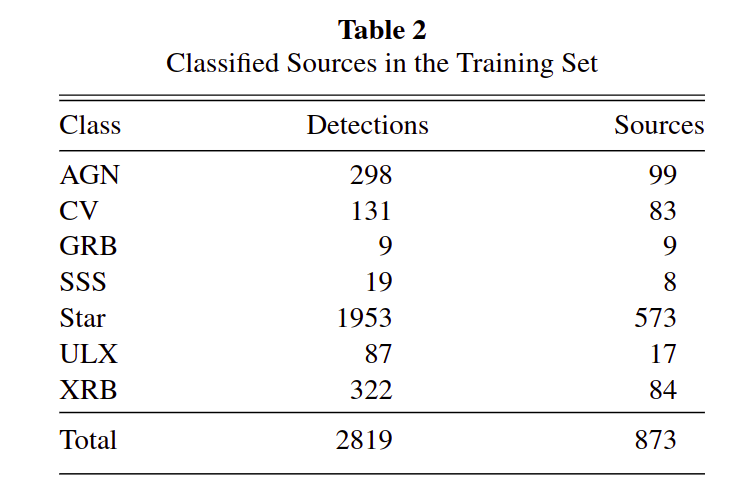 Table 2
Classified Sources in the Training Set
Class Detections Sources
AGN 298 99
CV 131 83
GRB 9 9
SSS 19 8
Star 1953 573
ULX 87 17
XRB 322 84
Total 2819 873